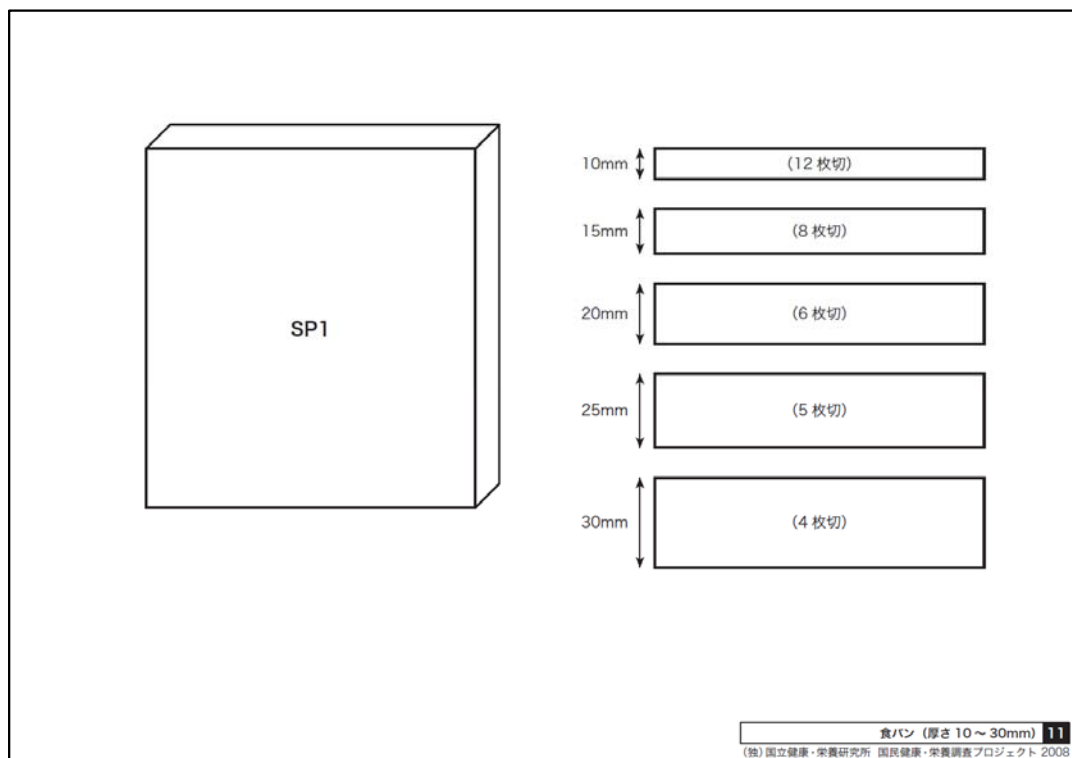 SP1
10mm
(12 枚切)
15mm
(8 枚切)
20mm
(6 枚切)
25mm
(5 枚切)
30mm
(4 枚切)
食パン (厚さ 10 ～ 30mm) 11
(独) 国立健康・栄養研究所 国民健康・栄養調査プロジェクト 2008